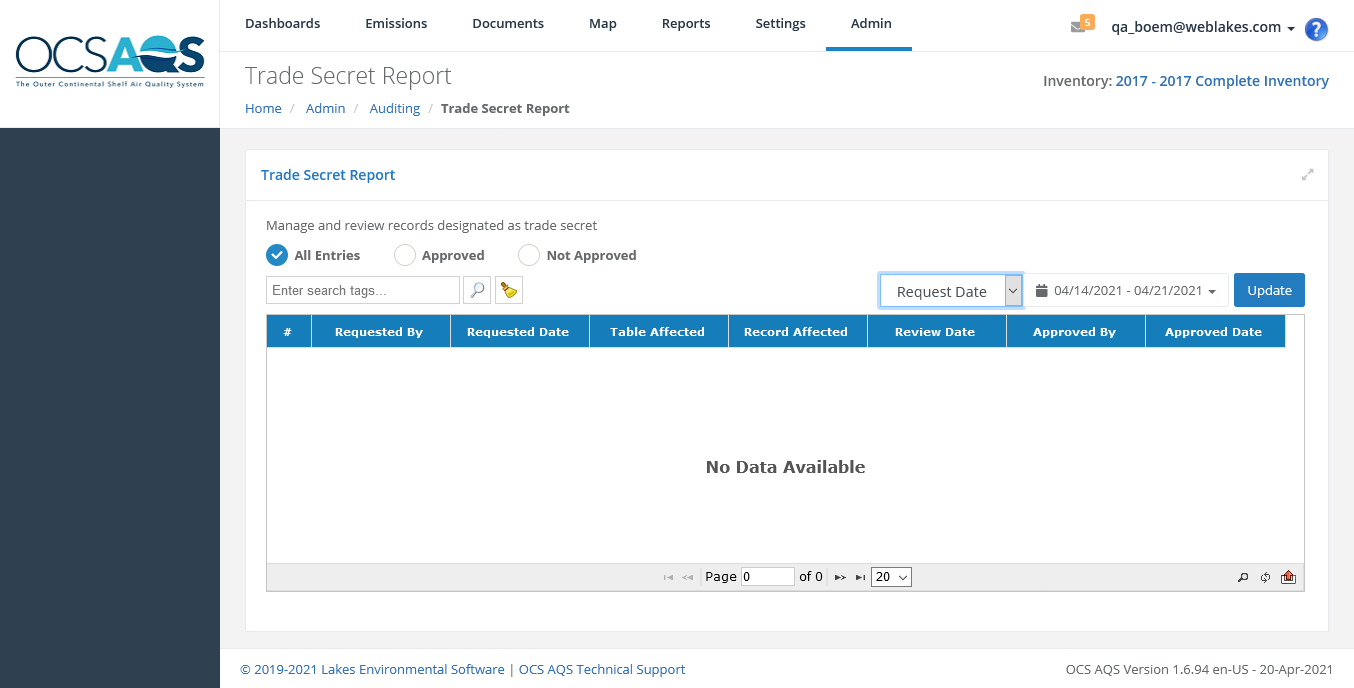 OCSAQS
The Outer Continental Shelf Air Quality System
Dashboards Emissions Documents Map Reports Settings Admin
5 qa_boem@weblakes.com ?
Trade Secret Report
Inventory: 2017 - 2017 Complete Inventory
Home / Admin / Auditing / Trade Secret Report
Trade Secret Report
Manage and review records designated as trade secret
All Entries Approved Not Approved
Enter search tags... Request Date 04/14/2021 - 04/21/2021 Update
# Requested By Requested Date Table Affected Record Affected Review Date Approved By Approved Date
No Data Available
Page 0 of 0 20
© 2019-2021 Lakes Environmental Software | OCS AQS Technical Support
OCS AQS Version 1.6.94 en-US - 20-Apr-2021